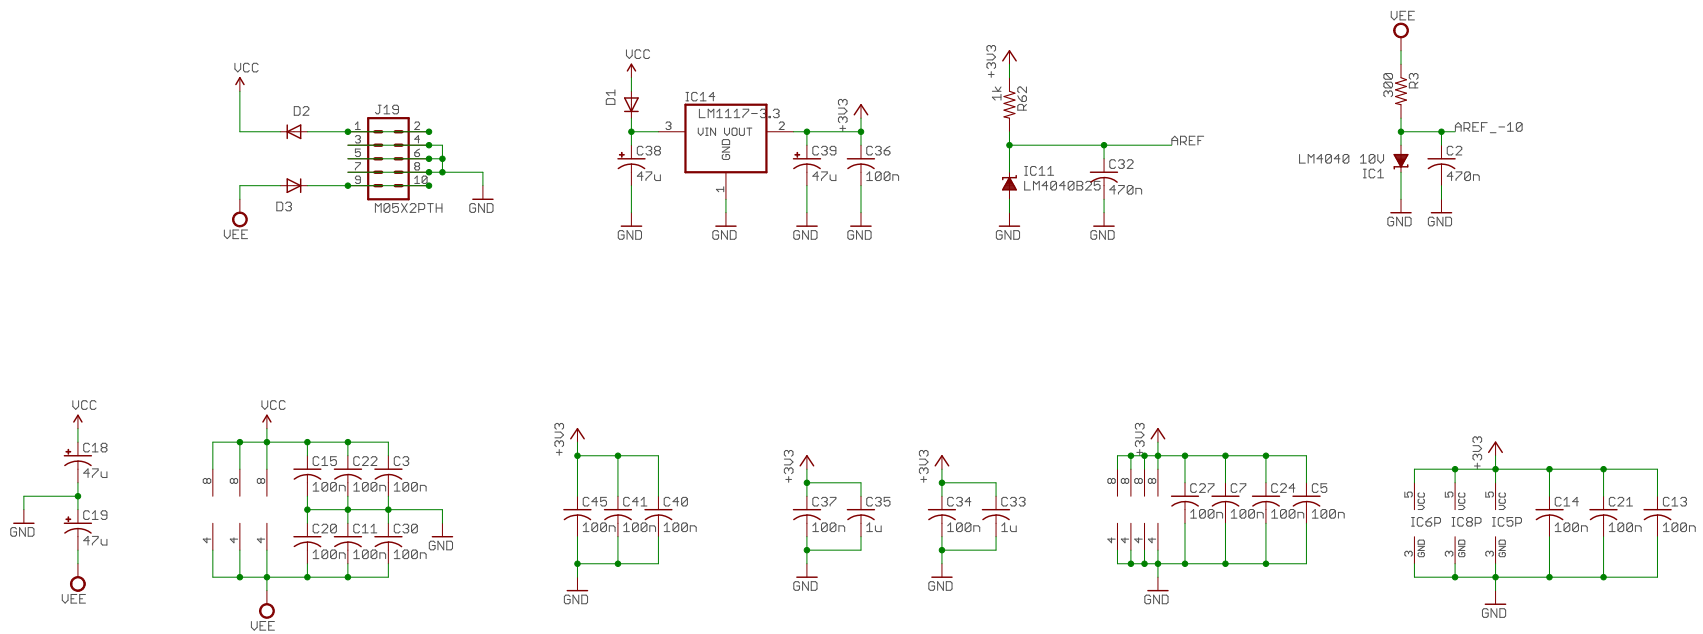 VCC
D2
J19
1
2
3
4
5
6
7
8
9
10
D3
M05X2PTH
GND
VEE
VCC
D1
IC14
LM1117-3.3
VIN VOUT
GND
3
2
1
+3V3
C38
47u
C39
47u
C36
100n
GND
GND
GND
GND
+3V3
1k
R62
AREF
IC11
LM4040B25
C32
470n
GND
GND
VEE
300
R3
AREF_-10
LM4040 10V
IC1
C2
470n
GND
GND
VCC
C18
47u
GND
C19
47u
VEE
VCC
8
8
8
C15
C22
C3
100n
100n
100n
4
4
4
C20
C11
C30
100n
100n
100n
GND
VEE
+3V3
C45
C41
C40
100n
100n
100n
GND
+3V3
C37
C35
100n
1u
GND
+3V3
C34
C33
100n
1u
GND
+3V3
8
8
8
8
4
4
4
4
C27
C7
C24
C5
100n
100n
100n
100n
GND
+3V3
5
VCC
5
VCC
5
VCC
IC6P
IC8P
IC5P
3
GND
3
GND
3
GND
C14
C21
C13
100n
100n
100n
GND